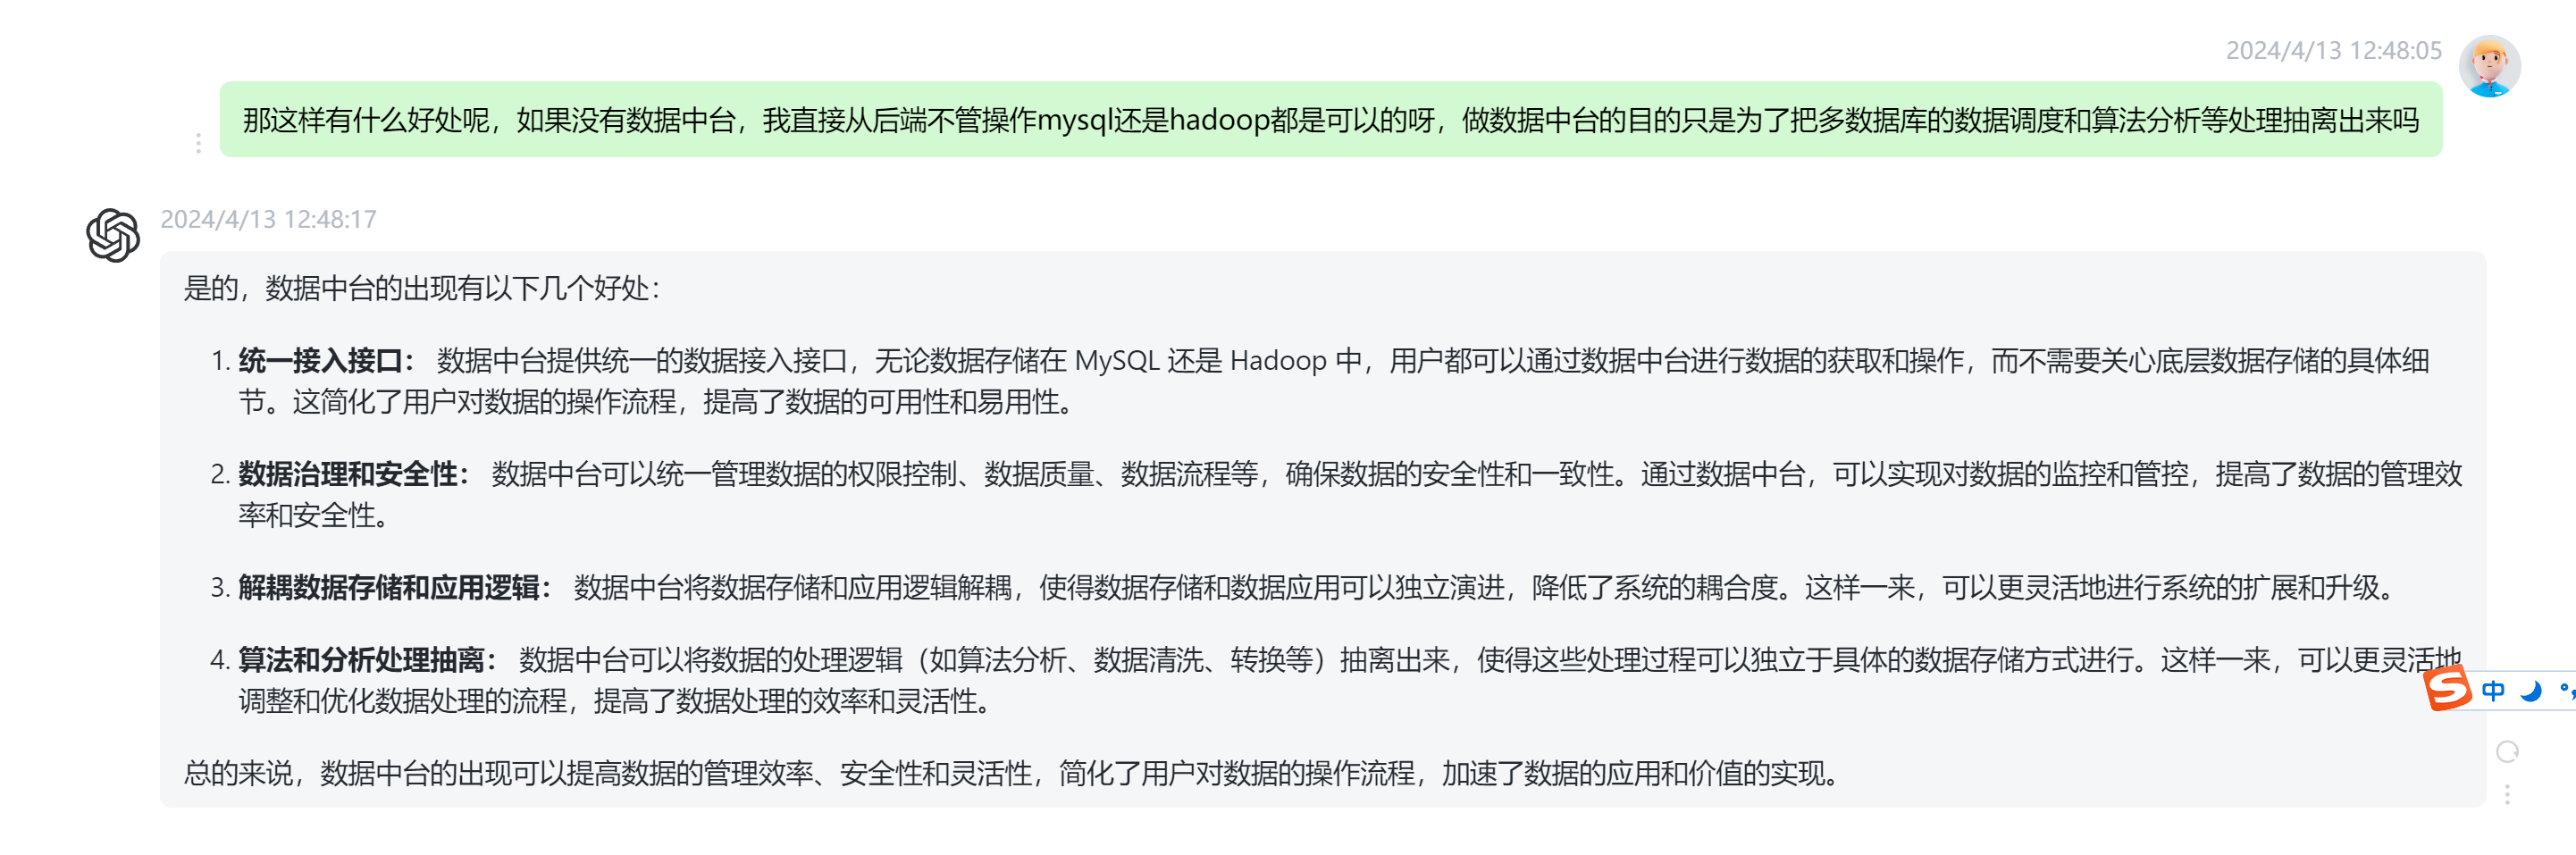 2024/4/13 12:48:05
那这样有什么好处呢，如果没有数据中台，我直接从后端不管操作mysql还是hadoop都是可以的呀，做数据中台的目的只是为了把多数据库的数据调度和算法分析等处理抽离出来吗
2024/4/13 12:48:17
是的，数据中台的出现有以下几个好处：
1. 统一接入接口： 数据中台提供统一的数据接入接口，无论数据存储在 MySQL 还是 Hadoop 中，用户都可以通过数据中台进行数据的获取和操作，而不需要关心底层数据存储的具体细
节。这简化了用户对数据的操作流程，提高了数据的可用性和易用性。
2. 数据治理和安全性： 数据中台可以统一管理数据的权限控制、数据质量、数据流程等，确保数据的安全性和一致性。通过数据中台，可以实现对数据的监控和管控，提高了数据的管理效
率和安全性。
3. 解耦数据存储和应用逻辑： 数据中台将数据存储和应用逻辑解耦，使得数据存储和数据应用可以独立演进，降低了系统的耦合度。这样一来，可以更灵活地进行系统的扩展和升级。
4. 算法和分析处理抽离： 数据中台可以将数据的处理逻辑（如算法分析、数据清洗、转换等）抽离出来，使得这些处理过程可以独立于具体的数据存储方式进行。这样一来，可以更灵活地
调整和优化数据处理的流程，提高了数据处理的效率和灵活性。
S 中
总的来说，数据中台的出现可以提高数据的管理效率、安全性和灵活性，简化了用户对数据的操作流程，加速了数据的应用和价值的实现。